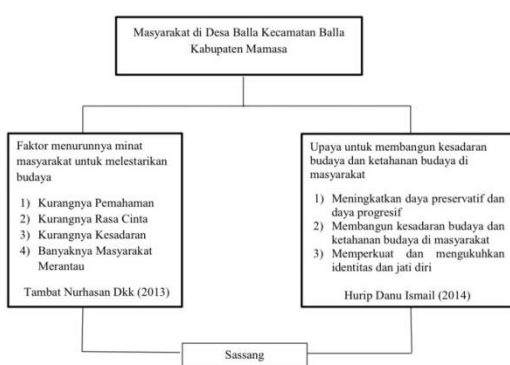 Masyarakat di Desa Balla Kecamatan Balla
Kabupaten Mamasa
Faktor menurunnya minat
masyarakat untuk melestarikan
budaya
1) Kurangnya Pemahaman
2) Kurangnya Rasa Cinta
3) Kurangnya Kesadaran
4) Banyaknya Masyarakat
Merantau
Tambat Nurhasan Dkk (2013)
Upaya untuk membangun kesadaran
budaya dan ketahanan budaya di
masyarakat
1) Meningkatkan daya preservatif dan
daya progresif
2) Membangun kesadaran budaya dan
ketahanan budaya di masyarakat
3) Memperkuat dan mengukuhkan
identitas dan jati diri
Hurip Danu Ismail (2014)
Sassang